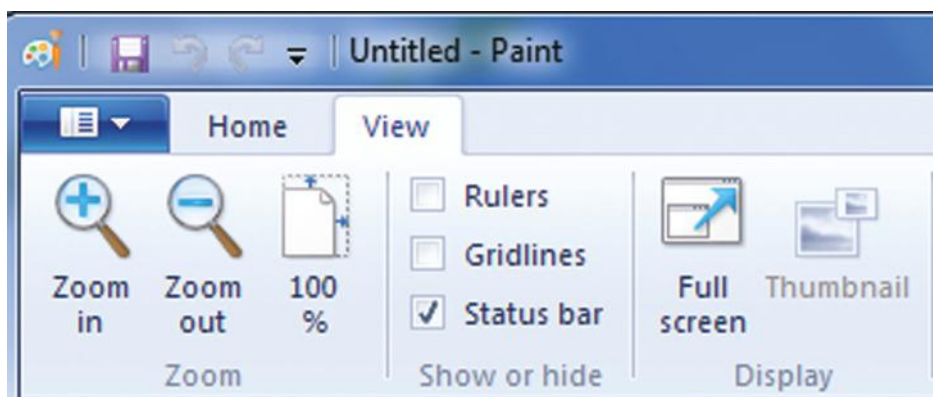 Untitled - Paint
Home View
Zoom in
Zoom out
100 %
Zoom
Rulers
Gridlines
Status bar
Show or hide
Full screen
Thumbnail
Display